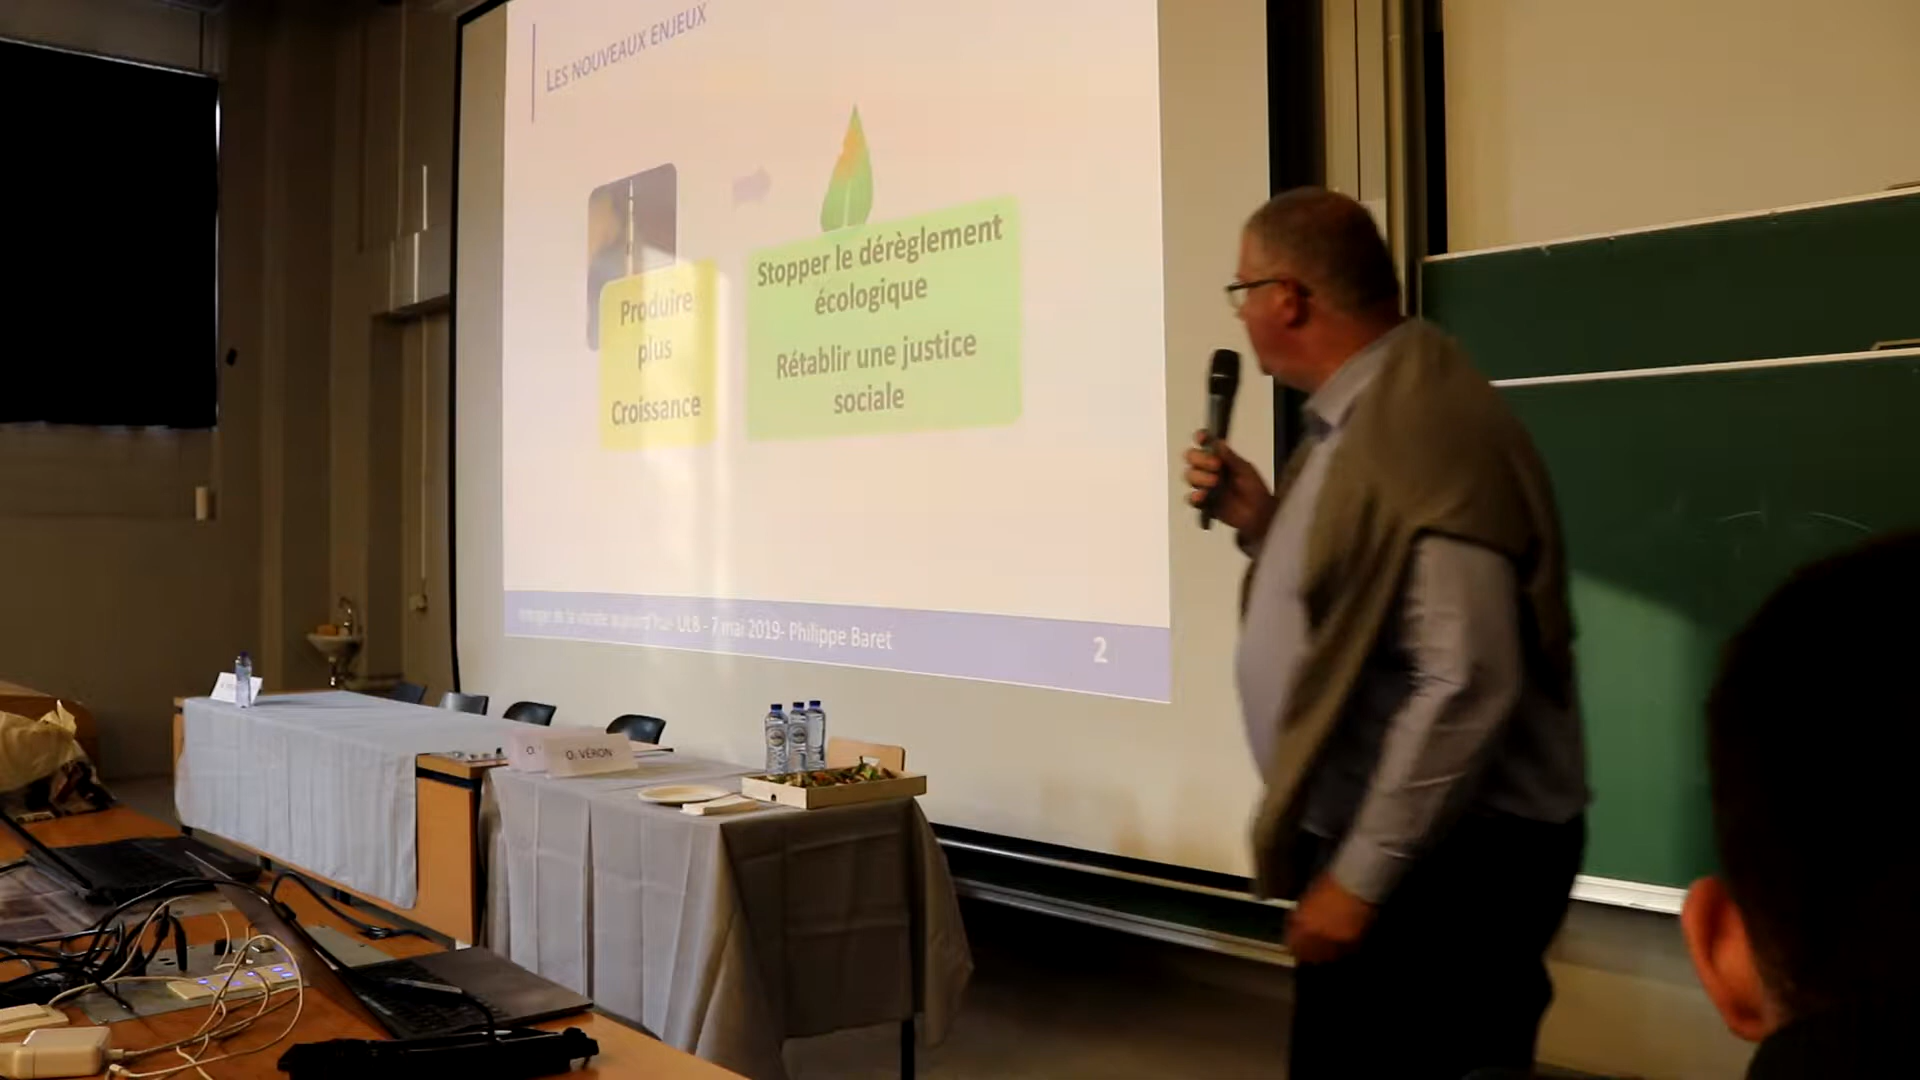 LES NOUVEAUX ENJEUX
Produire
plus
Croissance
Stopper le dérèglement
écologique
Rétablir une justice
sociale
ULB - 7 mai 2019- Philippe Baret
2
O.
O. VÉRON